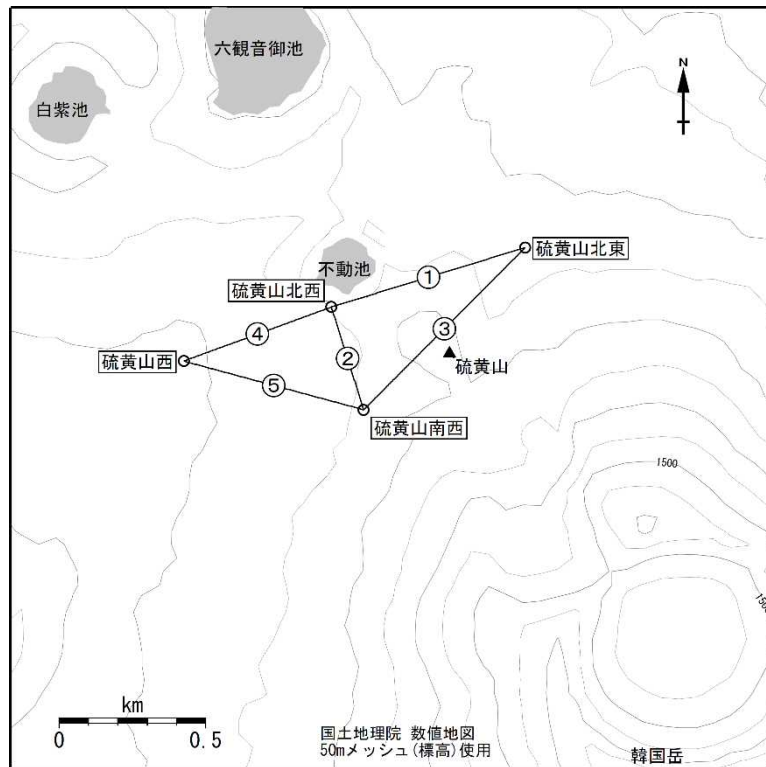 六観音御池
白紫池
N
不動池
硫黄山北東
①
硫黄山北西
③
④
硫黄山西
②
硫黄山
⑤
硫黄山南西
1500
1500
km
0 0.5
国土地理院 数値地図
50mメッシュ(標高)使用
韓国岳